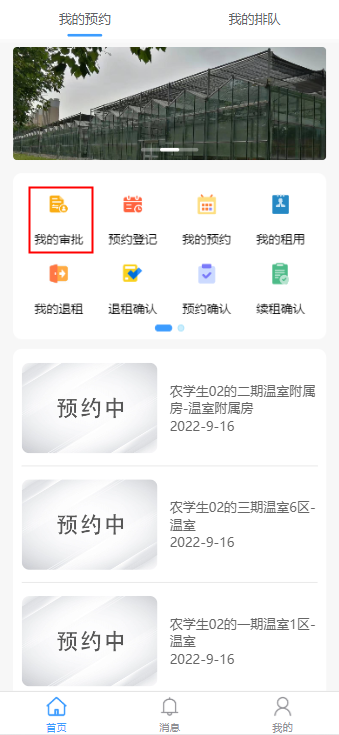 我的预约
我的排队
我的审批
预约登记
我的预约
我的租用
我的退租
退租确认
预约确认
续租确认
预约中
农学生02的二期温室附属
房-温室附属房
2022-9-16
预约中
农学生02的三期温室6区-
温室
2022-9-16
预约中
农学生02的一期温室1区-
温室
2022-9-16
首页
消息
我的